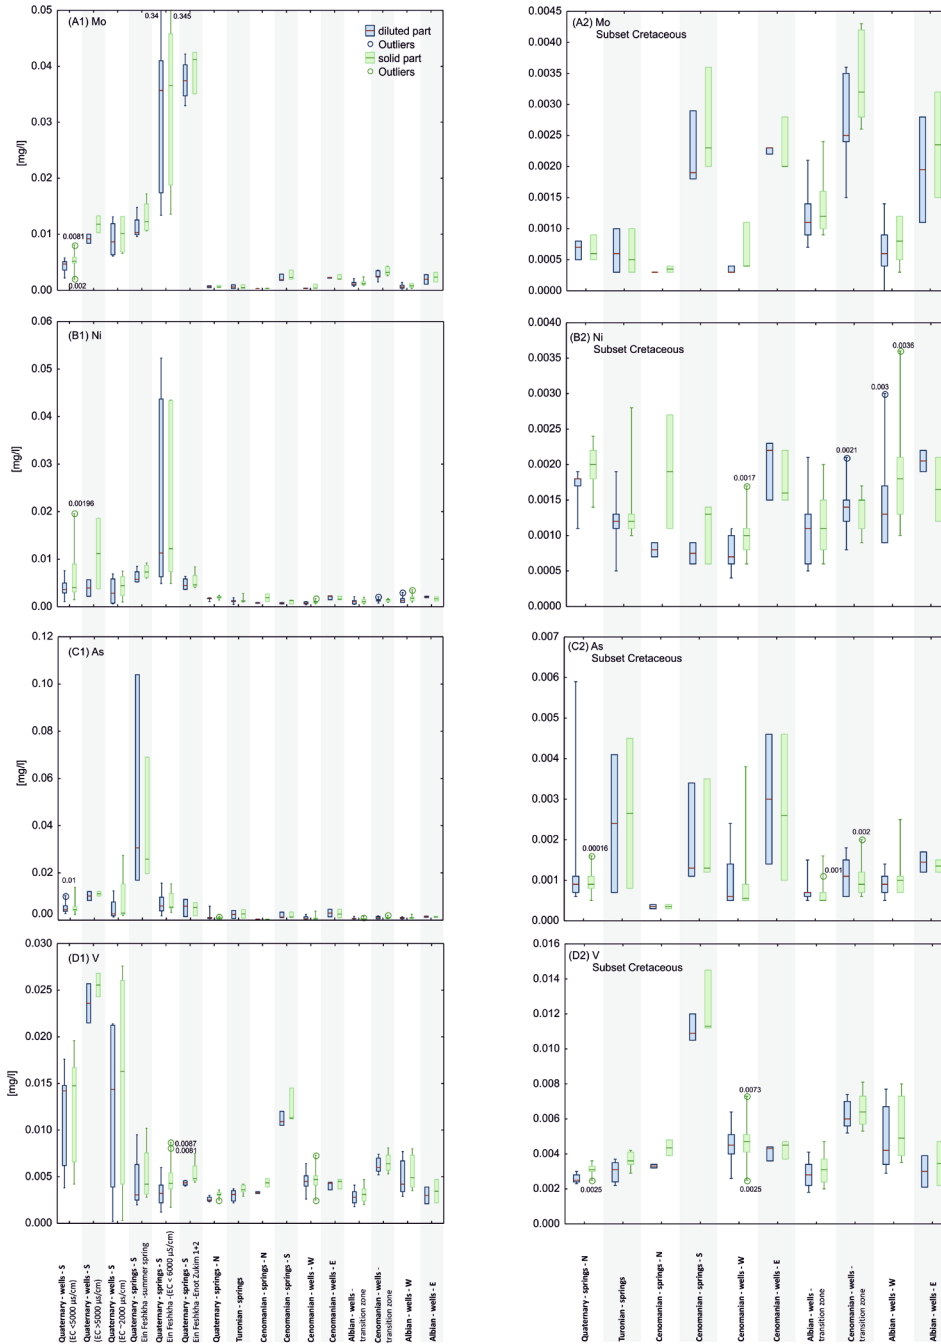 (A1) Mo
0.34
0.345
diluted part
Outliers
solid part
Outliers
[mg/l]
0.05
0.04
0.03
0.02
0.01
0.00
0.0081
0.002
(A2) Mo
Subset Cretaceous
0.0045
0.0040
0.0035
0.0030
0.0025
0.0020
0.0015
0.0010
0.0005
0.0000
(B1) Ni
[mg/l]
0.06
0.05
0.04
0.03
0.02
0.01
0.00
0.00196
(B2) Ni
Subset Cretaceous
0.0040
0.0035
0.0030
0.0025
0.0020
0.0015
0.0010
0.0005
0.0000
0.0017
0.0021
0.003
0.0036
(C1) As
[mg/l]
0.12
0.10
0.08
0.06
0.04
0.02
0.00
0.01
(C2) As
Subset Cretaceous
0.007
0.006
0.005
0.004
0.003
0.002
0.001
0.000
0.00016
0.001
0.002
(D1) V
[mg/l]
0.030
0.025
0.020
0.015
0.010
0.005
0.000
0.0087
0.0081
(D2) V
Subset Cretaceous
0.016
0.014
0.012
0.010
0.008
0.006
0.004
0.002
0.000
0.0025
0.0073
0.0025
Quaternary - wells - S
(EC <5000 µS/cm)
Quaternary - wells - S
(EC >5000 µS/cm)
Quaternary - wells - S
(EC ~2000 µS/cm)
Quaternary - springs - S
Ein Feshkha -summer spring
Quaternary - springs - S
Ein Feshkha -(EC < 6000 µS/cm)
Quaternary - springs - S
Ein Feshkha -Enot Zukim 1+2
Quaternary - springs - N
Turonian - springs
Cenomanian - springs - N
Cenomanian - springs - S
Cenomanian - wells - W
Cenomanian - wells - E
Albian - wells -
transition zone
Cenomanian - wells -
transition zone
Albian - wells - W
Albian - wells - E
Quaternary - springs - N
Turonian - springs
Cenomanian - springs - N
Cenomanian - springs - S
Cenomanian - wells - W
Cenomanian - wells - E
Albian - wells -
transition zone
Cenomanian - wells -
transition zone
Albian - wells - W
Albian - wells - E